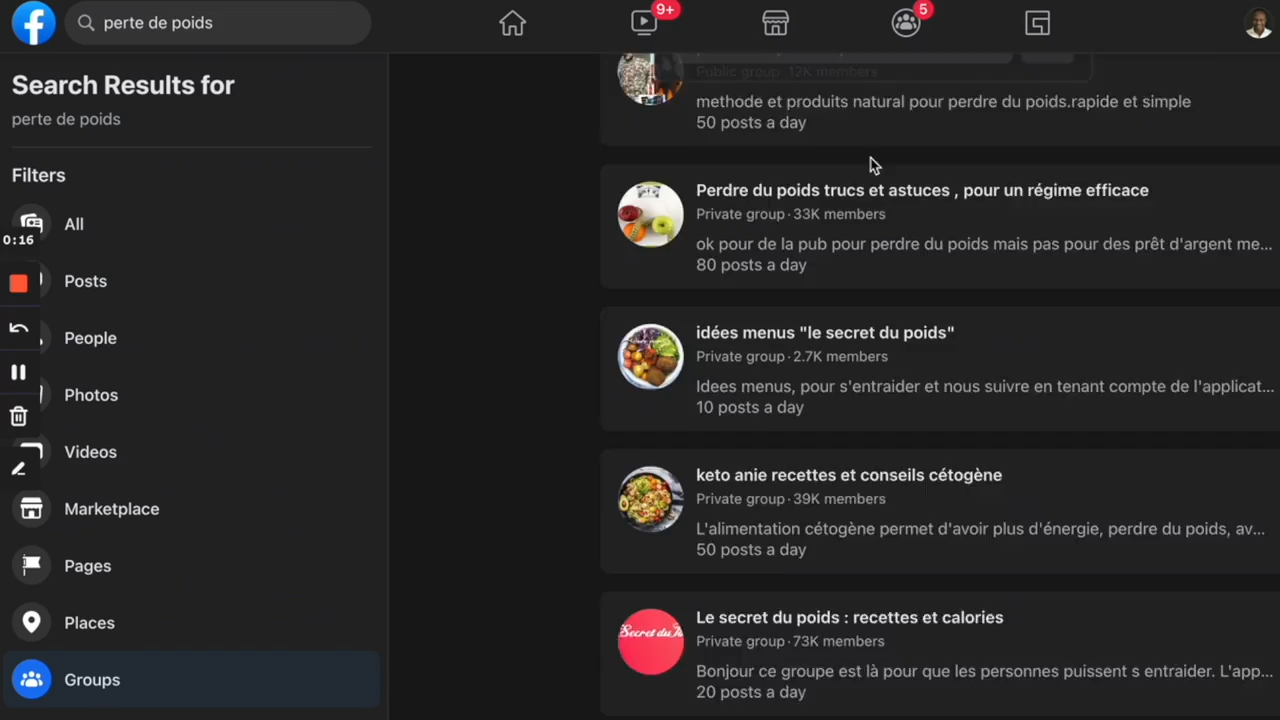 perte de poids
9+
5
Search Results for
perte de poids
Filters
All
0:16
Posts
People
Photos
Videos
Marketplace
Pages
Places
Groups
Public group · 12K members
methode et produits natural pour perdre du poids.rapide et simple
50 posts a day
Perdre du poids trucs et astuces , pour un régime efficace
Private group · 33K members
ok pour de la pub pour perdre du poids mais pas pour des prêt d'argent me...
80 posts a day
idées menus "le secret du poids"
Private group · 2.7K members
Idees menus, pour s'entraider et nous suivre en tenant compte de l'applicat...
10 posts a day
keto anie recettes et conseils cétogène
Private group · 39K members
L'alimentation cétogène permet d'avoir plus d'énergie, perdre du poids, av...
50 posts a day
Secret du
Le secret du poids : recettes et calories
Private group · 73K members
Bonjour ce groupe est là pour que les personnes puissent s entraider. L'app...
20 posts a day